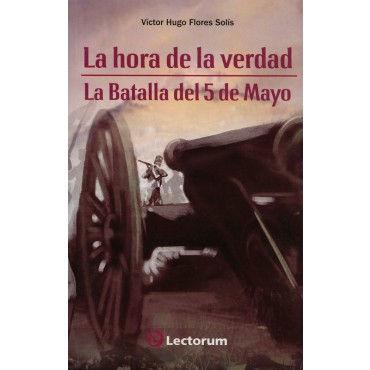 Víctor Hugo Flores Solís
La hora de la verdad
La Batalla del 5 de Mayo
Lectorum